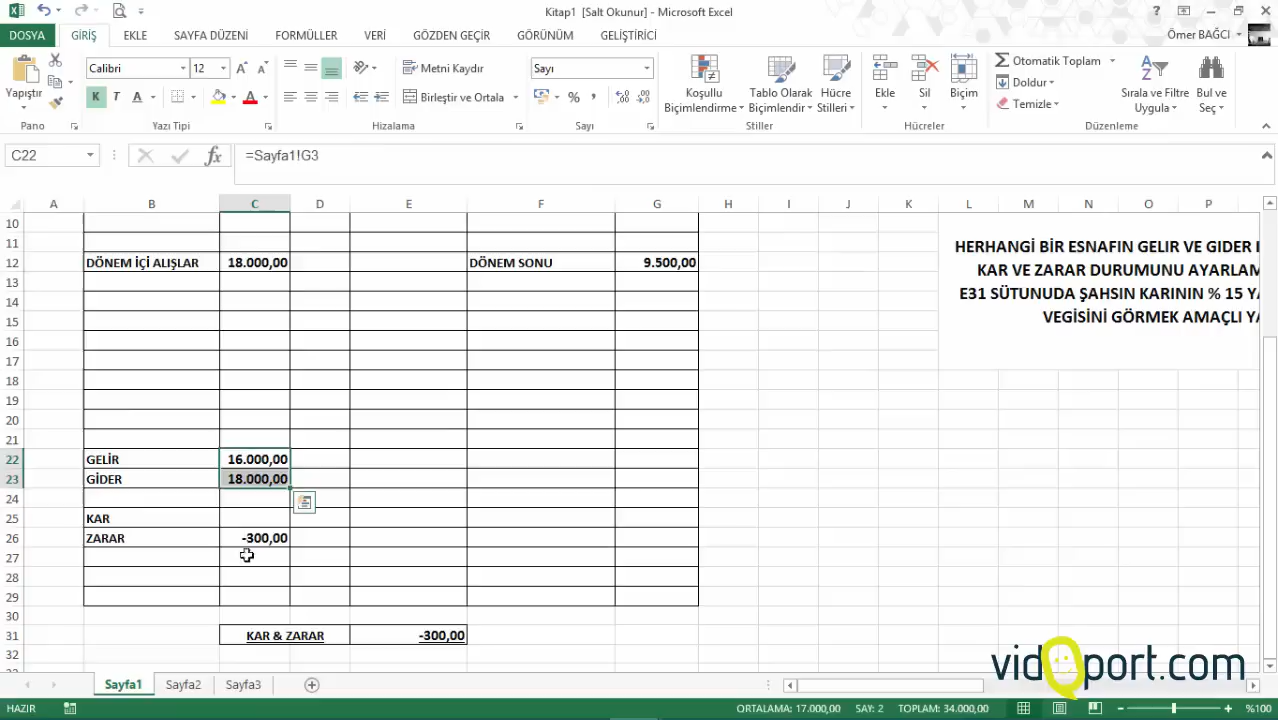 Kitap1 [Salt Okunur] - Microsoft Excel
DOSYA GİRİŞ EKLE SAYFA DÜZENİ FORMÜLLER VERİ GÖZDEN GEÇİR GÖRÜNÜM GELİŞTİRİCİ Ömer BAĞCI
Yapıştır
Calibri 12
K T A
Metni Kaydır
Birleştir ve Ortala
Sayı
Koşullu Biçimlendirme
Tablo Olarak Biçimlendir
Hücre Stilleri
Ekle Sil Biçim
Otomatik Toplam
Doldur
Temizle
Sırala ve Filtre Uygula
Bul ve Seç
Pano Yazı Tipi Hizalama Sayı Stiller Hücreler Düzenleme
C22 fx =Sayfa1!G3
A B C D E F G H I J K L M N O P
10
11
12 DÖNEM İÇİ ALIŞLAR 18.000,00 DÖNEM SONU 9.500,00
13
14
15
16
17
18
19
20
21
22 GELİR 16.000,00
23 GİDER 18.000,00
24
25 KAR
26 ZARAR -300,00
27
28
29
30
31 KAR & ZARAR -300,00
32
HERHANGİ BİR ESNAFIN GELIR VE GIDER
KAR VE ZARAR DURUMUNU AYARLAM
E31 SÜTUNUDA ŞAHSIN KARININ % 15 YA
VEGİSİNİ GÖRMEK AMAÇLI YA
vidoport.com
Sayfa1 Sayfa2 Sayfa3
HAZIR ORTALAMA: 17.000,00 SAY: 2 TOPLAM: 34.000,00 %100